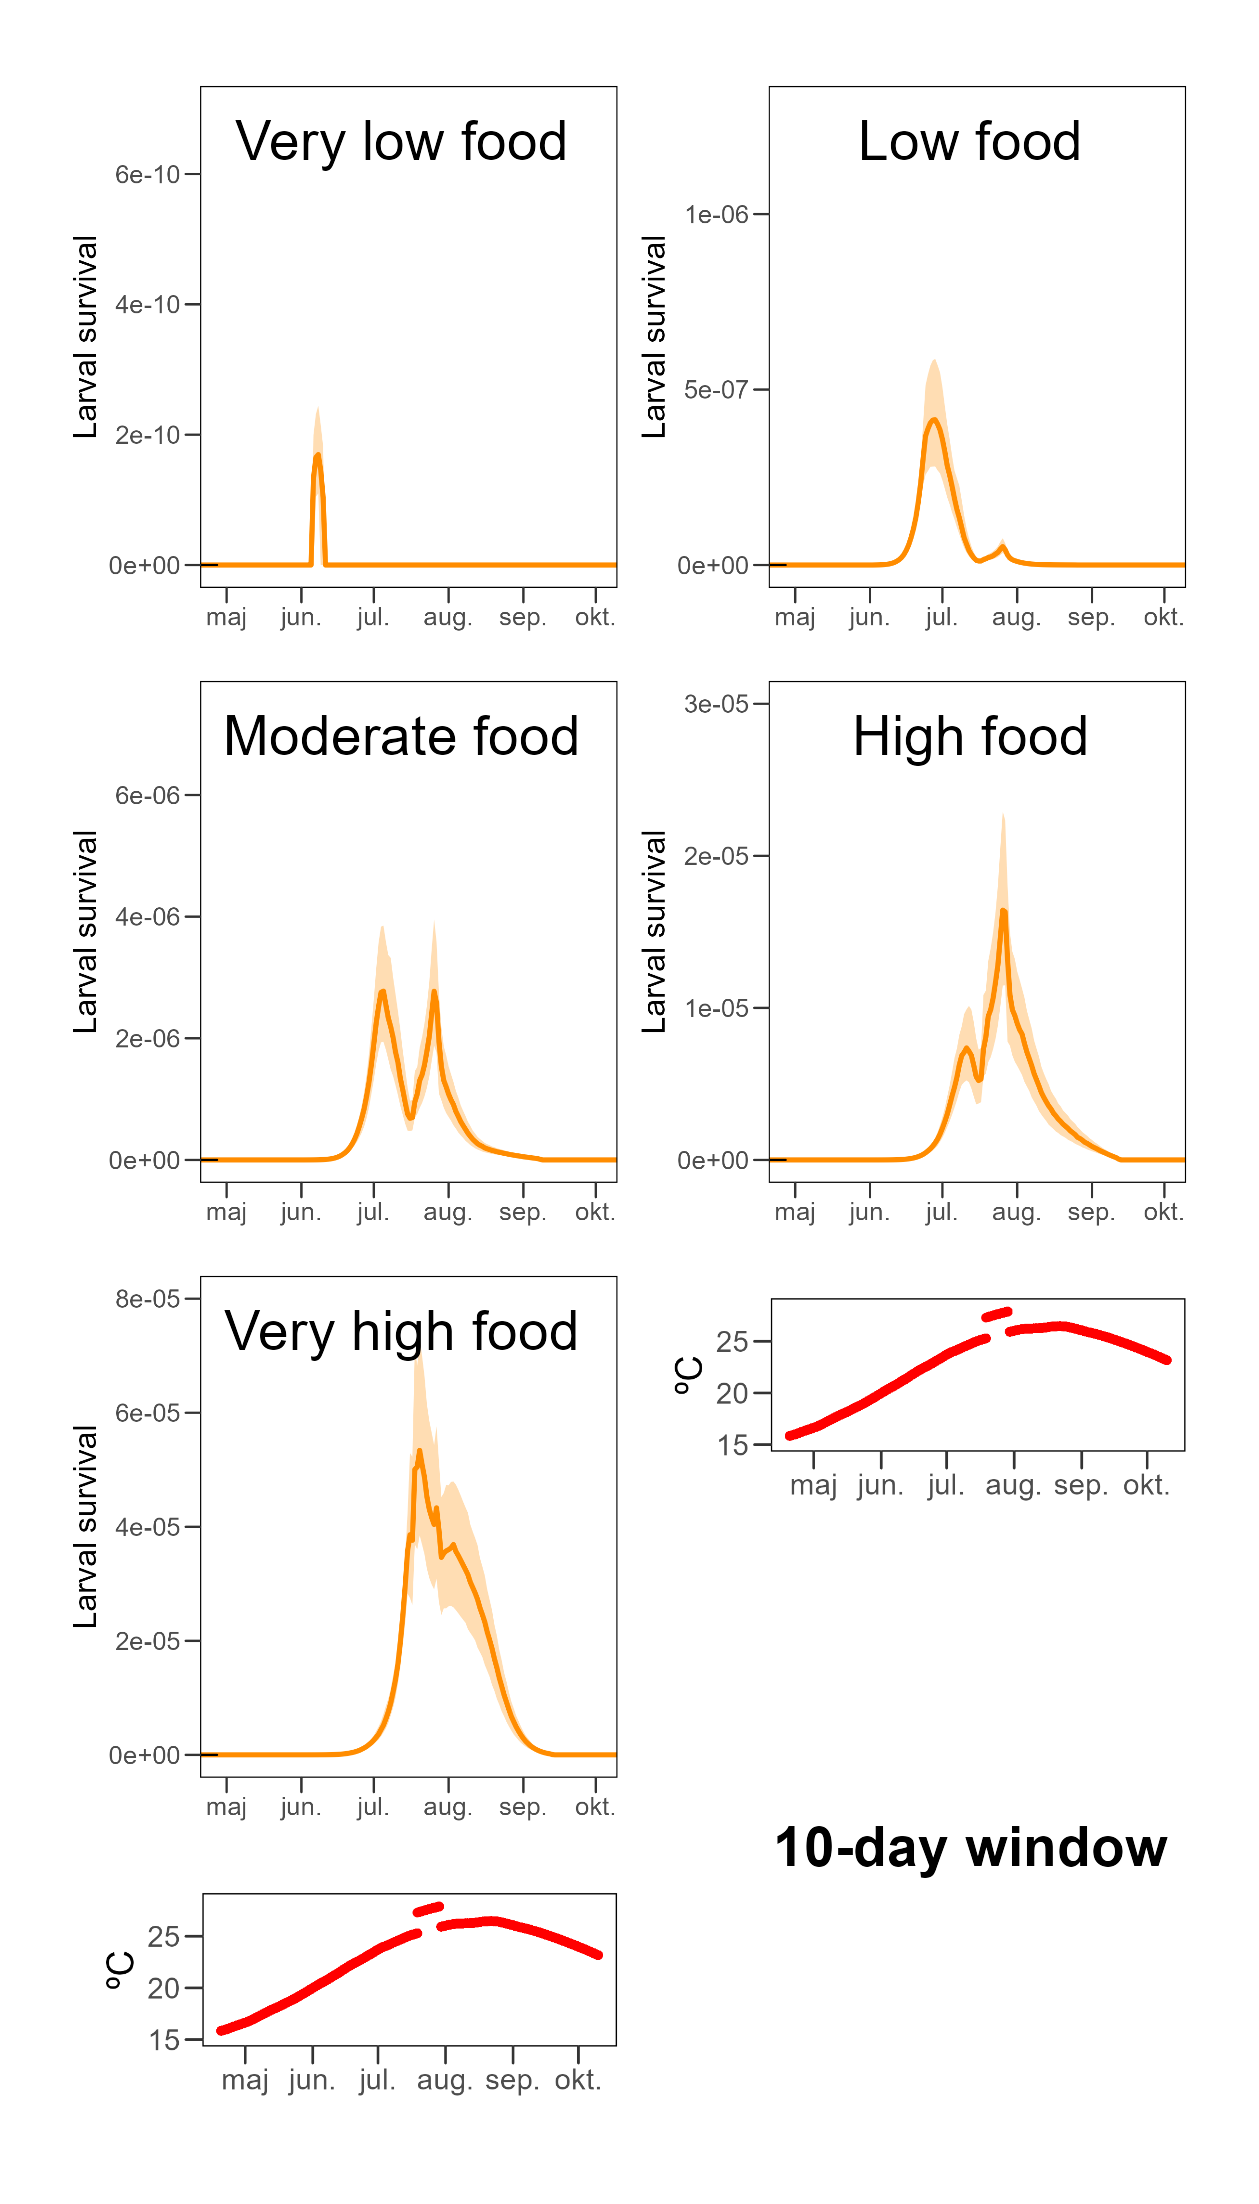 Very low food
Larval survival
6e-10
4e-10
2e-10
0e+00
maj jun. jul. aug. sep. okt.
Low food
Larval survival
1e-06
5e-07
0e+00
maj jun. jul. aug. sep. okt.
Moderate food
Larval survival
6e-06
4e-06
2e-06
0e+00
maj jun. jul. aug. sep. okt.
High food
Larval survival
3e-05
2e-05
1e-05
0e+00
maj jun. jul. aug. sep. okt.
Very high food
Larval survival
8e-05
6e-05
4e-05
2e-05
0e+00
maj jun. jul. aug. sep. okt.
ºC
25
20
15
maj jun. jul. aug. sep. okt.
10-day window
ºC
25
20
15
maj jun. jul. aug. sep. okt.